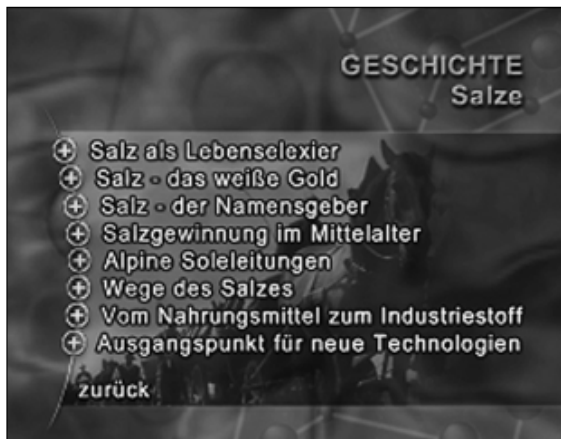 GESCHICHTE
Salze
Salz als Lebenselexier
Salz - das weiße Gold
Salz - der Namensgeber
Salzgewinnung im Mittelalter
Alpine Soleleitungen
Wege des Salzes
Vom Nahrungsmittel zum Industriestoff
Ausgangspunkt für neue Technologien
zurück